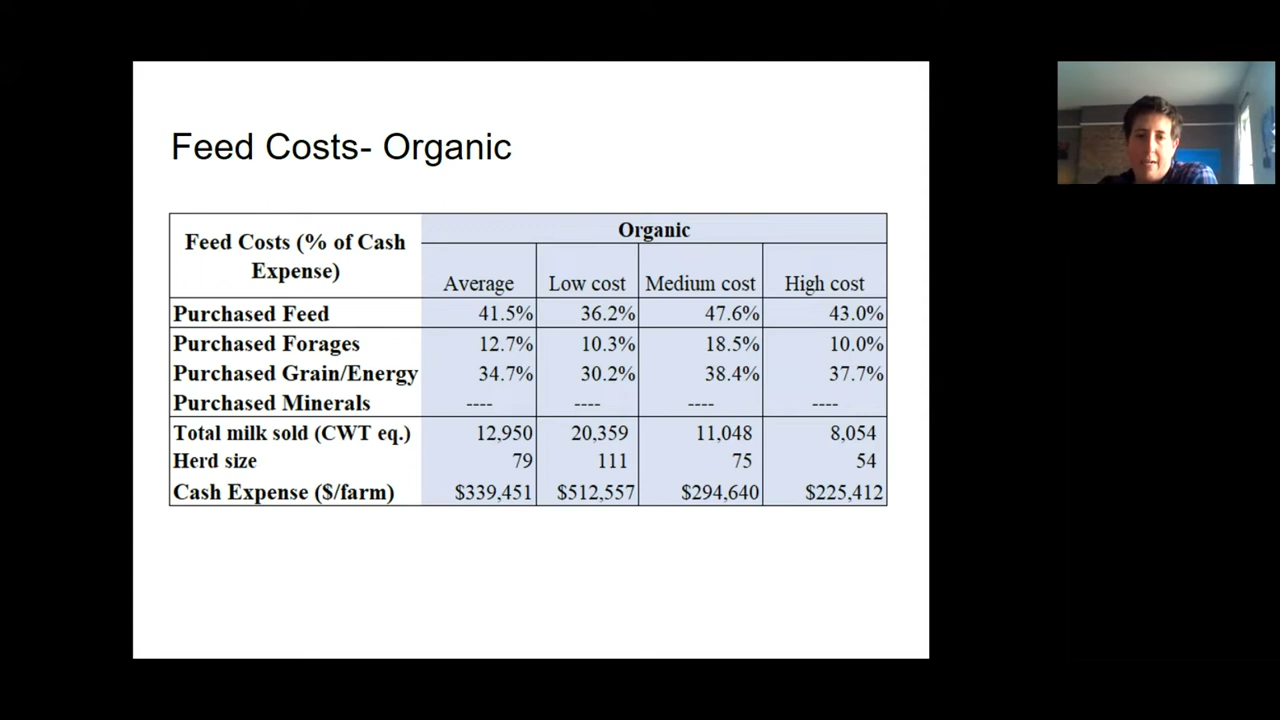 Feed Costs- Organic
Feed Costs (% of Cash
Expense)
Organic
Average Low cost Medium cost High cost
Purchased Feed 41.5% 36.2% 47.6% 43.0%
Purchased Forages 12.7% 10.3% 18.5% 10.0%
Purchased Grain/Energy 34.7% 30.2% 38.4% 37.7%
Purchased Minerals ---- ---- ---- ----
Total milk sold (CWT eq.) 12,950 20,359 11,048 8,054
Herd size 79 111 75 54
Cash Expense ($/farm) $339,451 $512,557 $294,640 $225,412